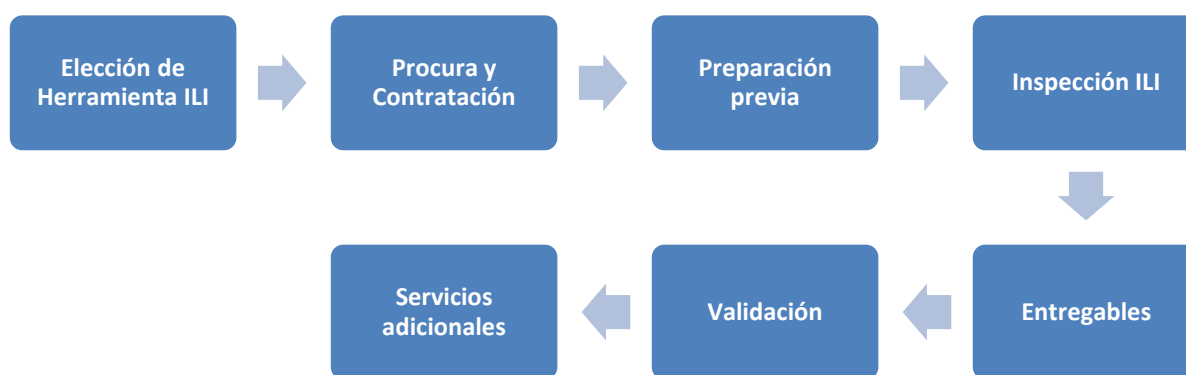 Elección de
Herramienta ILI
Procura y
Contratación
Preparación
previa
Inspección ILI
Entregables
Validación
Servicios
adicionales